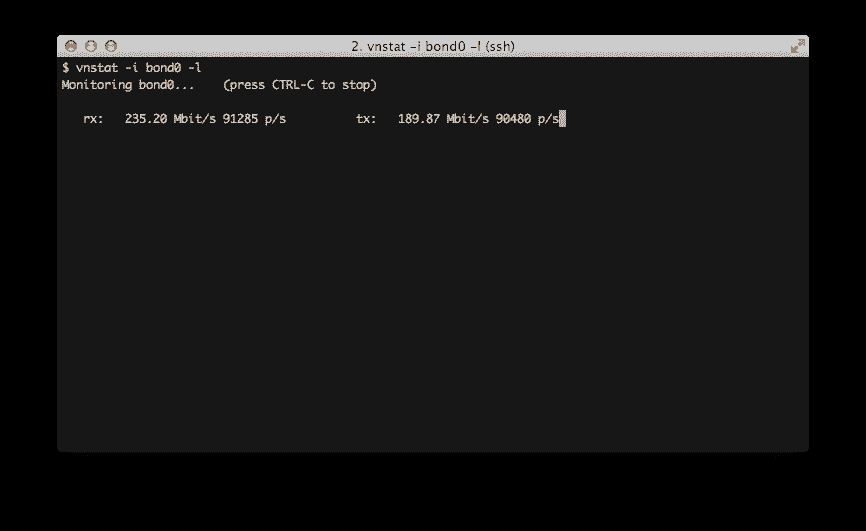 2. vnstat -i bond0 -l (ssh)
$ vnstat -i bond0 -l
Monitoring bond0...    (press CTRL-C to stop)
rx:   235.20 Mbit/s 91285 p/s          tx:   189.87 Mbit/s 90480 p/s